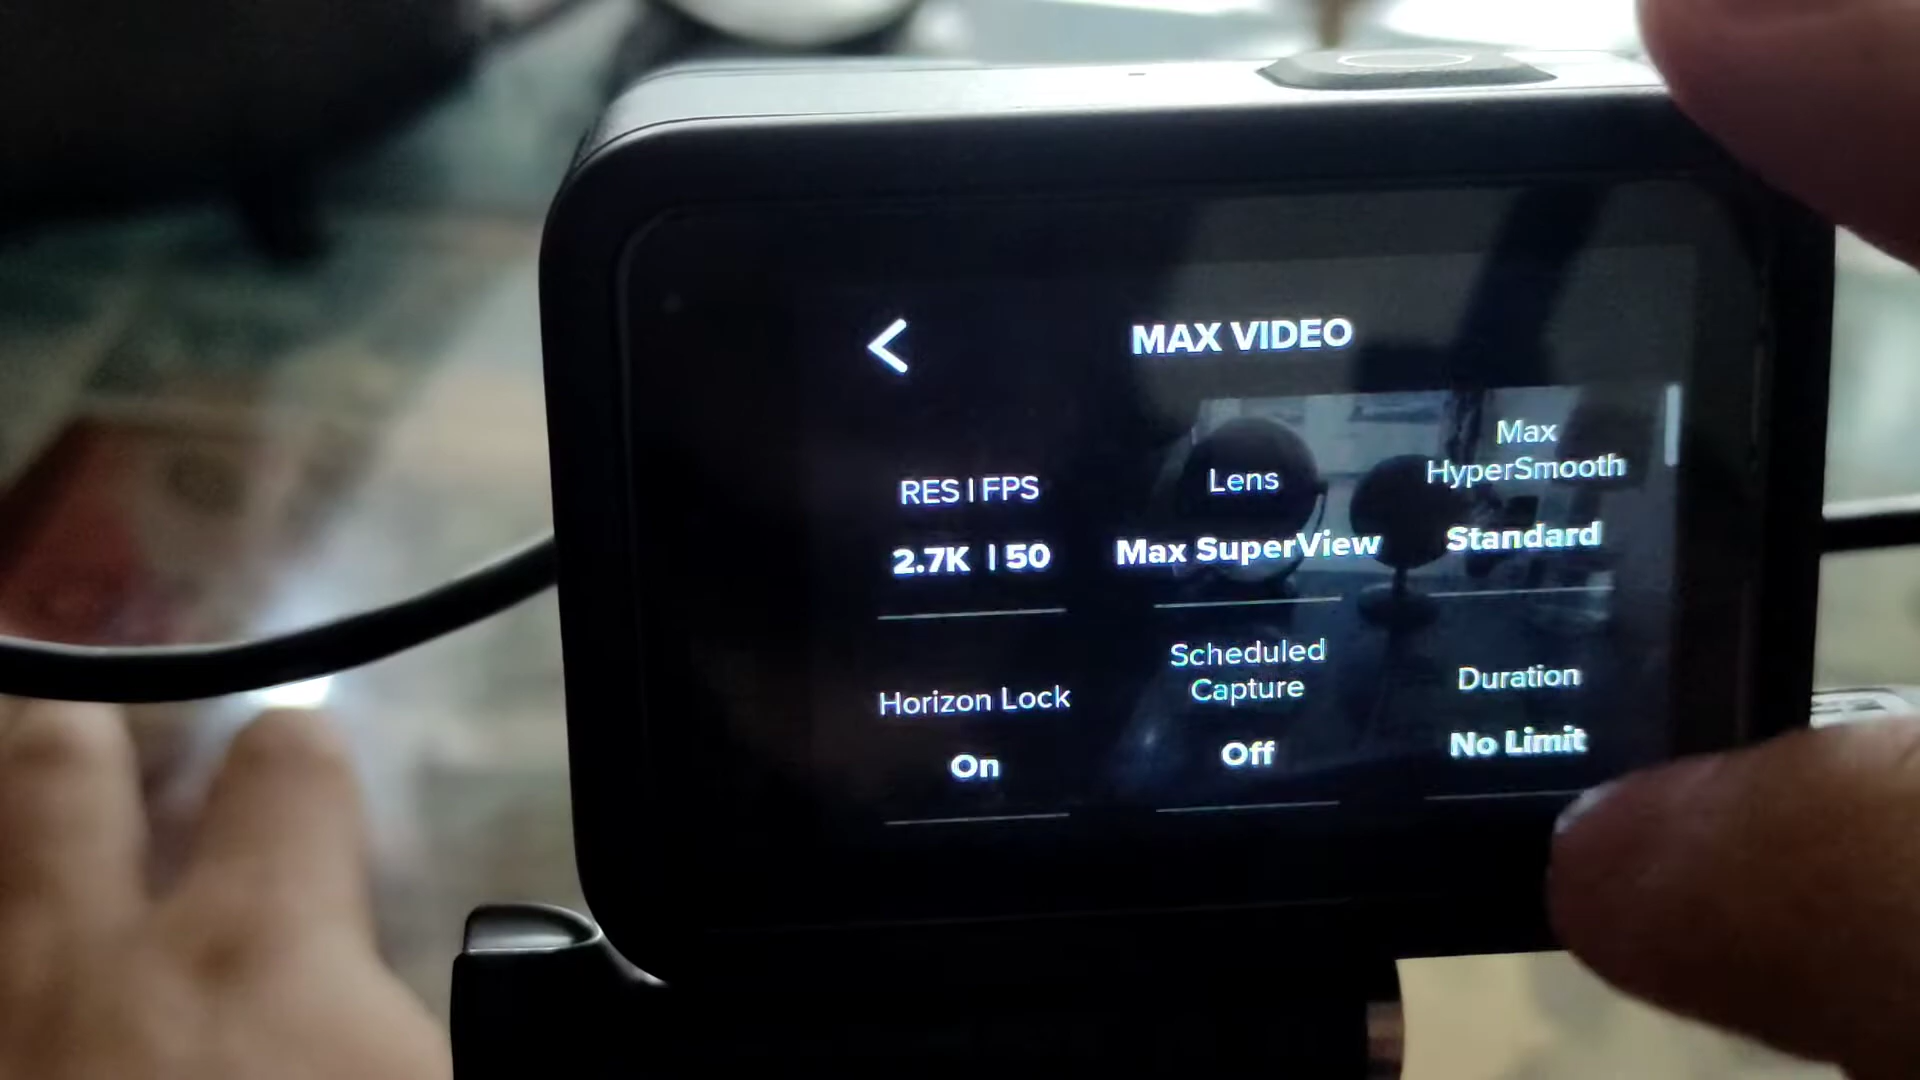 MAX VIDEO
RES | FPS
2.7K | 50
Lens
Max SuperView
Max
HyperSmooth
Standard
Horizon Lock
On
Scheduled
Capture
Off
Duration
No Limit